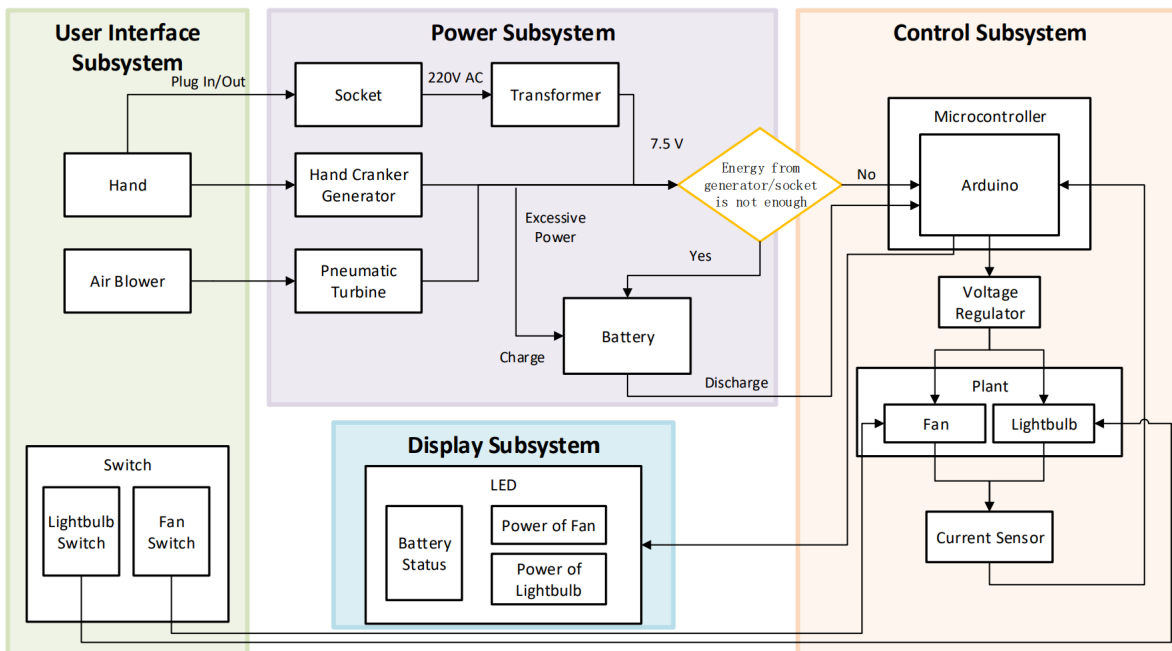 User Interface
Subsystem
Power Subsystem
Control Subsystem
Plug In/Out
Socket
220V AC
Transformer
7.5 V
Hand
Hand Cranker
Generator
Excessive
Power
Air Blower
Pneumatic
Turbine
Charge
Battery
Discharge
Energy from
generator/socket
is not enough
No
Yes
Microcontroller
Arduino
Voltage
Regulator
Plant
Fan
Lightbulb
Current Sensor
Switch
Lightbulb
Switch
Fan
Switch
Display Subsystem
LED
Battery
Status
Power of Fan
Power of
Lightbulb